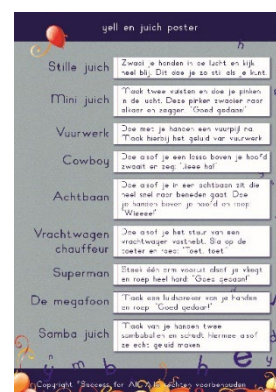 yell en juich poster
Stille juich
Zwaai je handen in de lucht en kijk
heel blij. Dit doe je zo stil als je kunt.
Mini juich
Maak twee vuisten en doe je pinken
in de lucht. Deze pinken zwaaien naar
elkaar en zeggen: "Goed gedaan!"
Vuurwerk
Doe met je handen een vuurpijl na.
Maak hierbij het geluid van vuurwerk
Cowboy
Doe alsof je een lasso boven je hoofd
zwaait en zeg: "Jieee ha!"
Achtbaan
Doe alsof je in een achtbaan zit die
heel snel naar beneden gaat. Doe
je handen boven je hoofd en roep:
"Wieeee!"
Vrachtwagen
chauffeur
Doe alsof je het stuur van een
vrachtwagen vasthebt. Sla op de
toeter en roep: "Toet, toet."
Superman
Steek één arm vooruit alsof je vliegt
en roep heel hard: "Goed gedaan!"
De megafoon
Maak een luidspreker van je handen
en roep: "Goed gedaan!"
Samba juich
Maak van je handen twee
sambaballen en schudt hiermee alsof
ze echt geluid maken
Copyright "Success for All"
voorbehouden